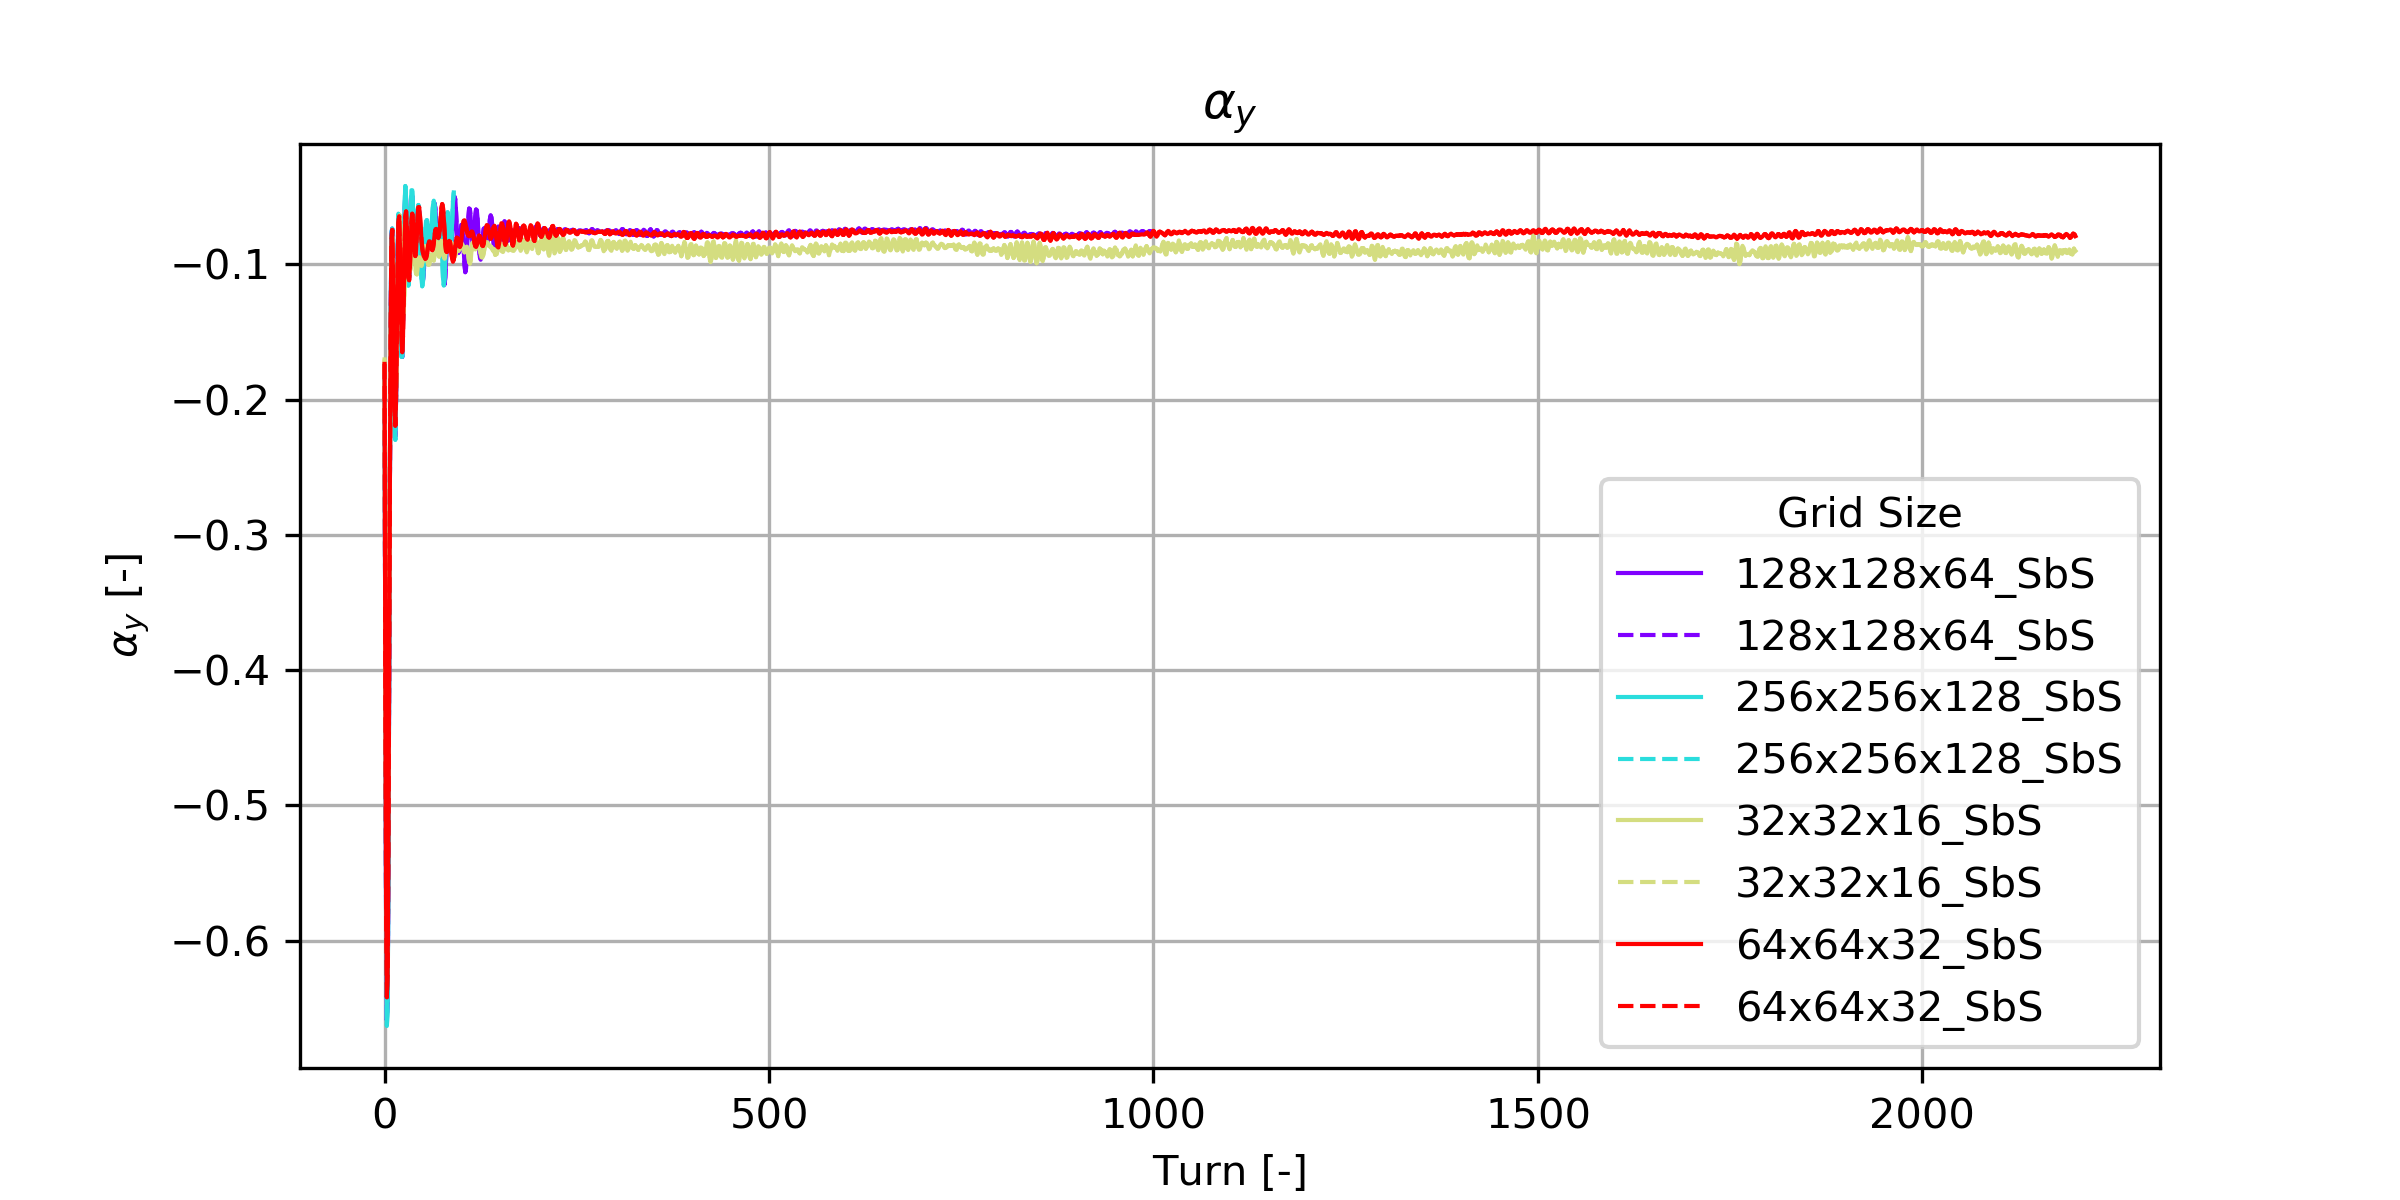 αy
−0.1
−0.2
−0.3
−0.4
−0.5
−0.6
αy [-]
Grid Size
128x128x64_SbS
128x128x64_SbS
256x256x128_SbS
256x256x128_SbS
32x32x16_SbS
32x32x16_SbS
64x64x32_SbS
64x64x32_SbS
0 500 1000 1500 2000
Turn [-]